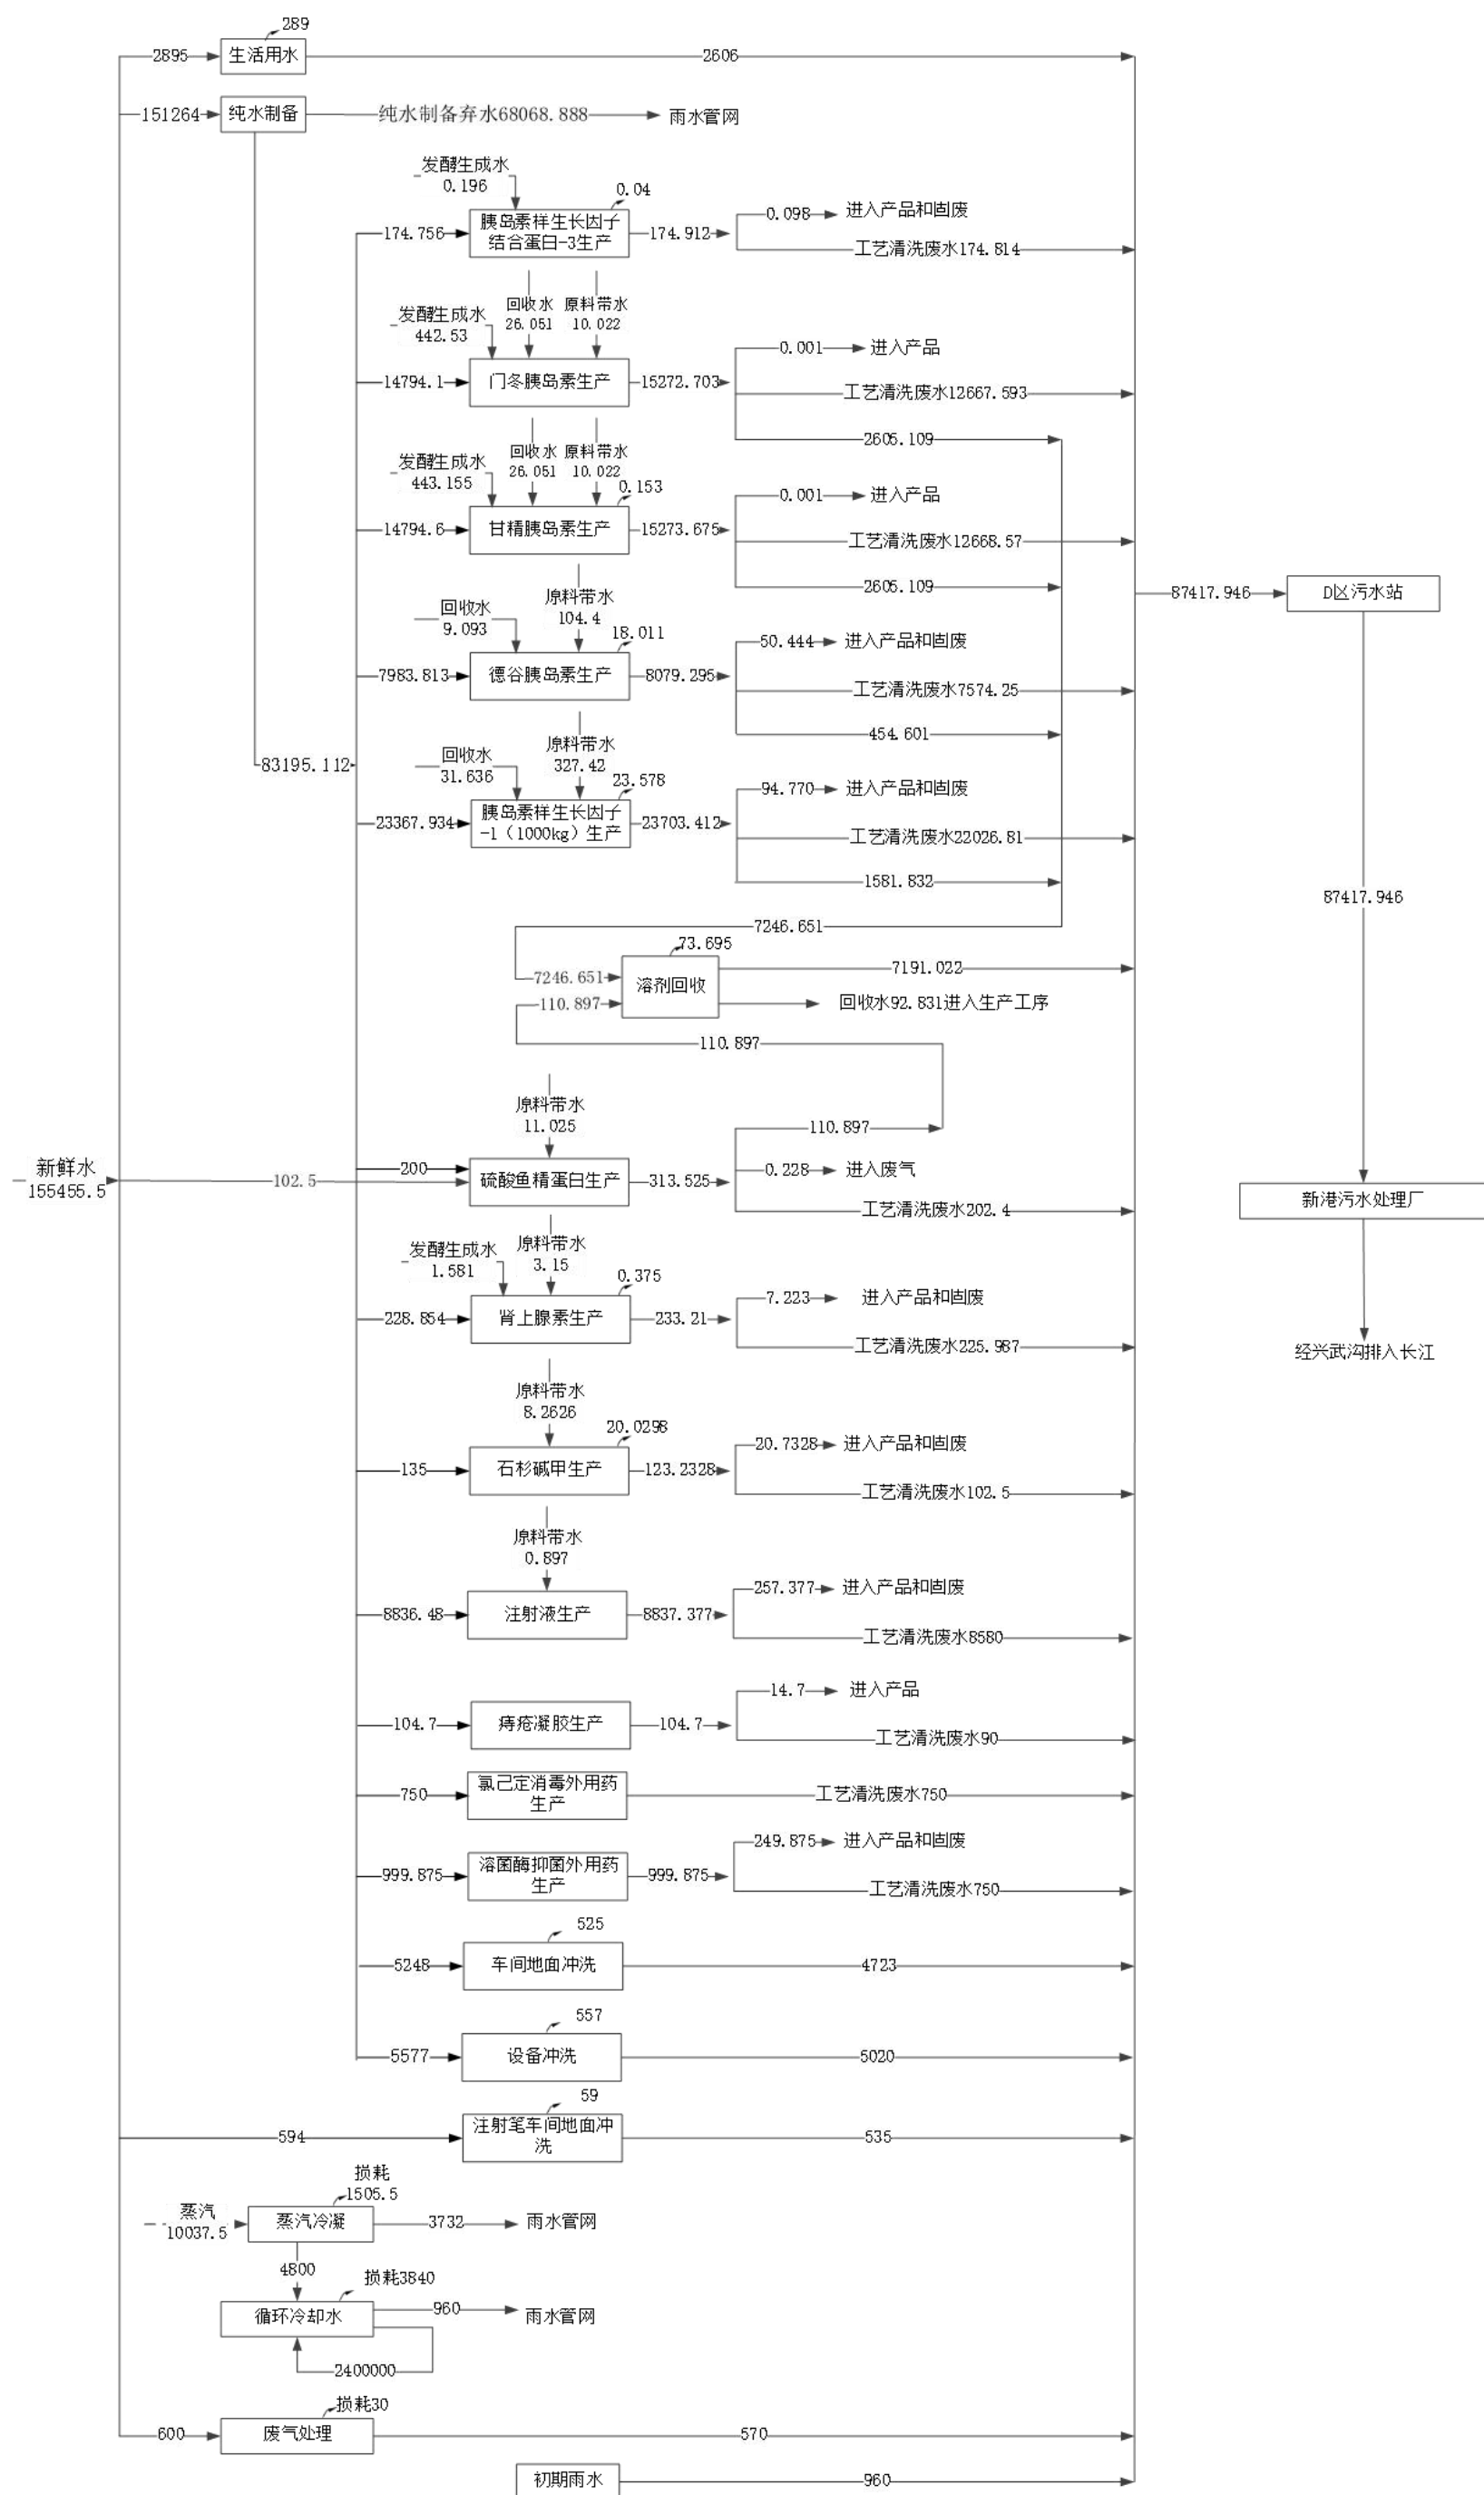 289
2895
生活用水
2606
151264
纯水制备
纯水制备弃水68068.888
雨水管网
发酵生成水
0.196
0.04
174.756
胰岛素样生长因子
结合蛋白-3生产
174.912
0.098
进入产品和固废
工艺清洗废水174.814
发酵生成水
442.53
回收水
26.051
原料带水
10.022
14794.1
门冬胰岛素生产
15272.703
0.001
进入产品
工艺清洗废水12667.593
2605.109
发酵生成水
443.155
回收水
26.051
原料带水
10.022
0.153
14794.6
甘精胰岛素生产
15273.675
0.001
进入产品
工艺清洗废水12668.57
2605.109
87417.946
D区污水站
回收水
9.093
原料带水
104.4
18.011
7983.813
德谷胰岛素生产
8079.295
50.444
进入产品和固废
工艺清洗废水7574.25
454.601
83195.112
回收水
31.636
原料带水
327.42
23.578
23367.934
胰岛素样生长因子
-1（1000kg）生产
23703.412
94.770
进入产品和固废
工艺清洗废水22026.81
1581.832
87417.946
7246.651
73.695
7246.651
110.897
溶剂回收
7191.022
回收水92.831进入生产工序
110.897
原料带水
11.025
新鲜水
155455.5
102.5
200
硫酸鱼精蛋白生产
313.525
110.897
0.228
进入废气
工艺清洗废水202.4
新港污水处理厂
发酵生成水
1.581
原料带水
3.15
0.375
228.854
肾上腺素生产
233.21
7.223
进入产品和固废
工艺清洗废水225.987
经兴武沟排入长江
原料带水
8.2626
20.0298
135
石杉碱甲生产
123.2328
20.7328
进入产品和固废
工艺清洗废水102.5
原料带水
0.897
8836.48
注射液生产
8837.377
257.377
进入产品和固废
工艺清洗废水8580
104.7
痔疮凝胶生产
104.7
14.7
进入产品
工艺清洗废水90
750
氯己定消毒外用药
生产
工艺清洗废水750
999.875
溶菌酶抑菌外用药
生产
999.875
249.875
进入产品和固废
工艺清洗废水750
525
5248
车间地面冲洗
4723
557
5577
设备冲洗
5020
59
594
注射笔车间地面冲
洗
535
蒸汽
10037.5
损耗
1505.5
蒸汽冷凝
3732
雨水管网
4800
损耗3840
循环冷却水
960
雨水管网
2400000
损耗30
600
废气处理
570
初期雨水
960